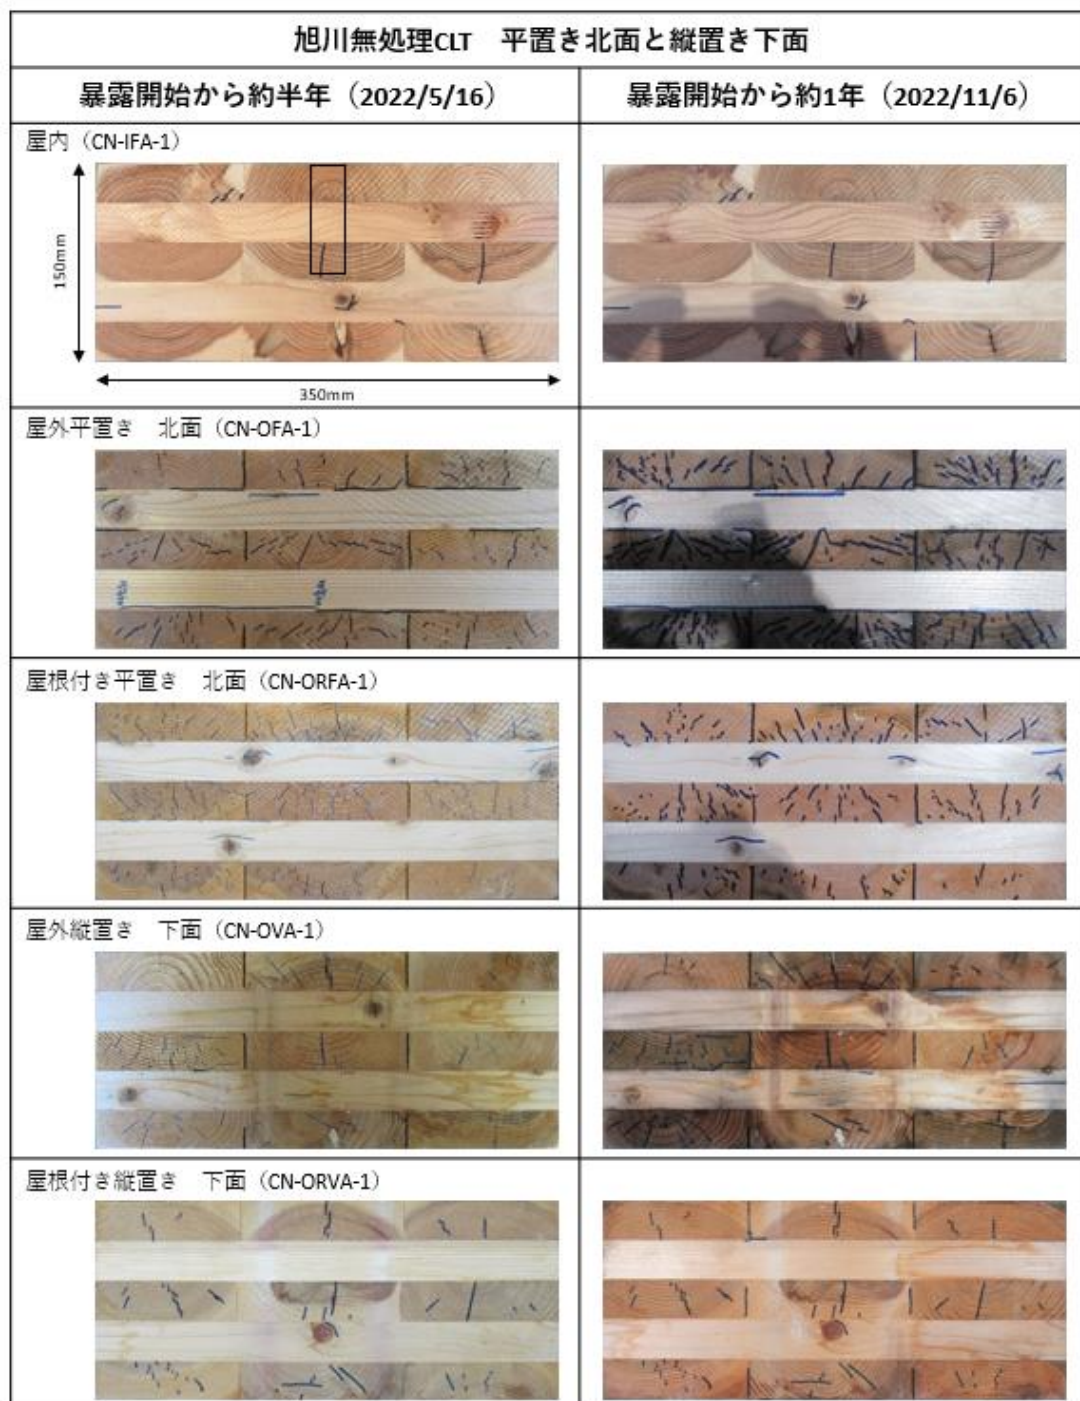 旭川無処理CLT　平置き北面と縦置き下面
暴露開始から約半年（2022/5/16）
暴露開始から約1年（2022/11/6）
屋内（CN-IFA-1）
150mm
350mm
屋外平置き　北面（CN-OFA-1）
屋根付き平置き　北面（CN-ORFA-1）
屋外縦置き　下面（CN-OVA-1）
屋根付き縦置き　下面（CN-ORVA-1）